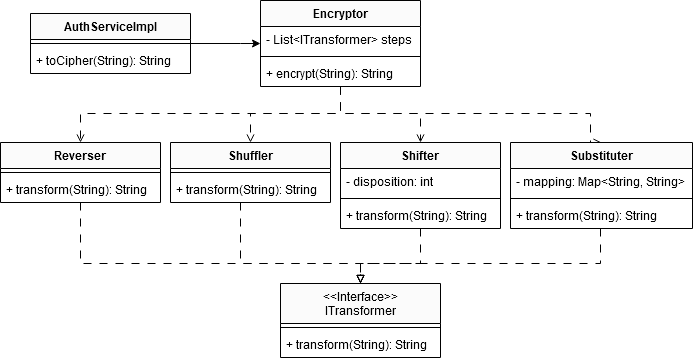 AuthServiceImpl
+ toCipher(String): String
Encryptor
- List<ITransformer> steps
+ encrypt(String): String
Reverser
+ transform(String): String
Shuffler
+ transform(String): String
Shifter
- disposition: int
+ transform(String): String
Substituter
- mapping: Map<String, String>
+ transform(String): String
<<Interface>>
ITransformer
+ transform(String): String